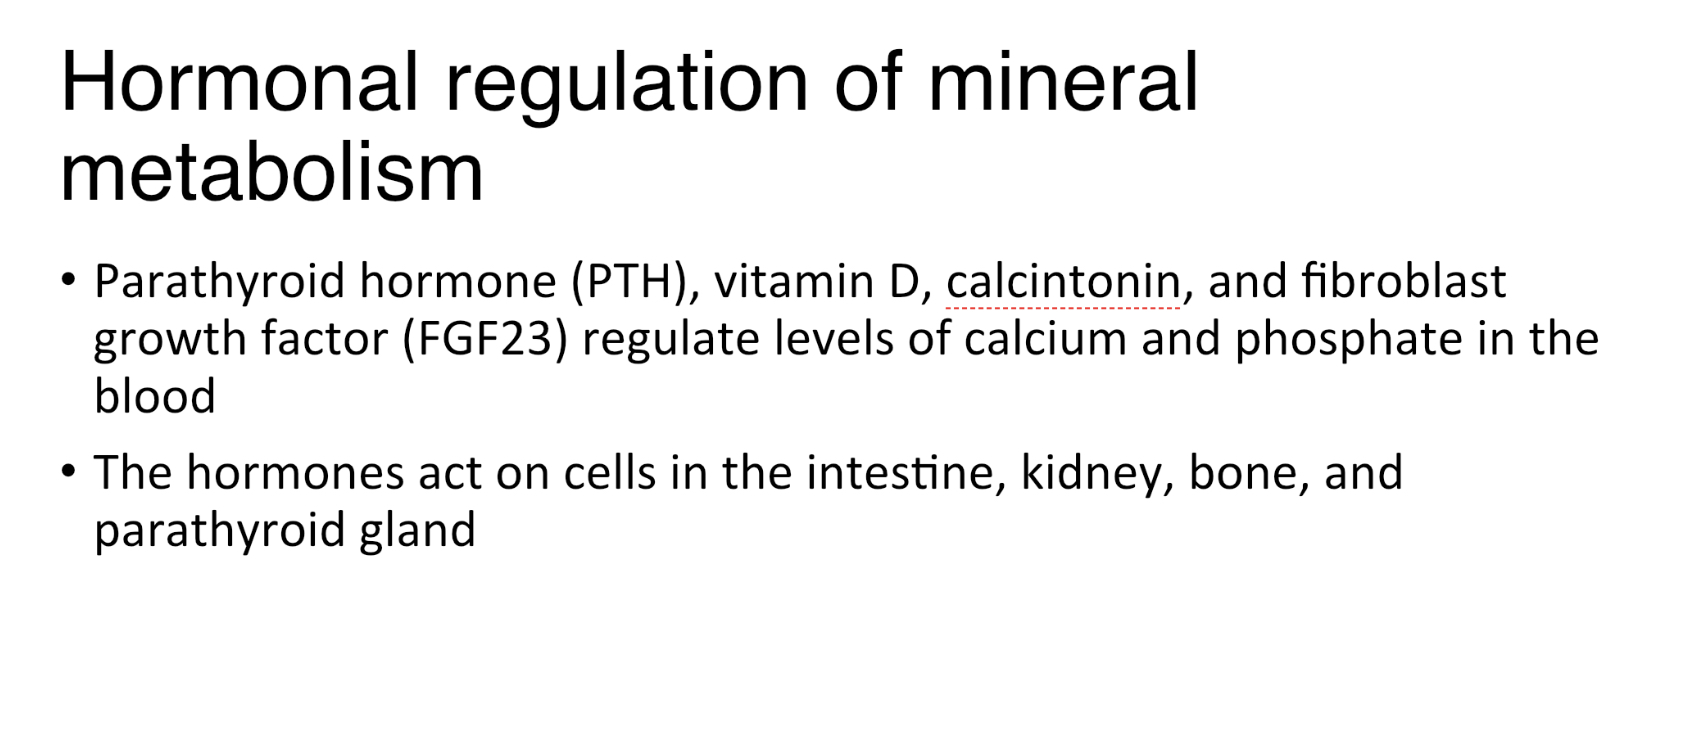 Hormonal regulation of mineral
metabolism
• Parathyroid hormone (PTH), vitamin D, calcintonin, and fibroblast
growth factor (FGF23) regulate levels of calcium and phosphate in the
blood
• The hormones act on cells in the intestine, kidney, bone, and
parathyroid gland